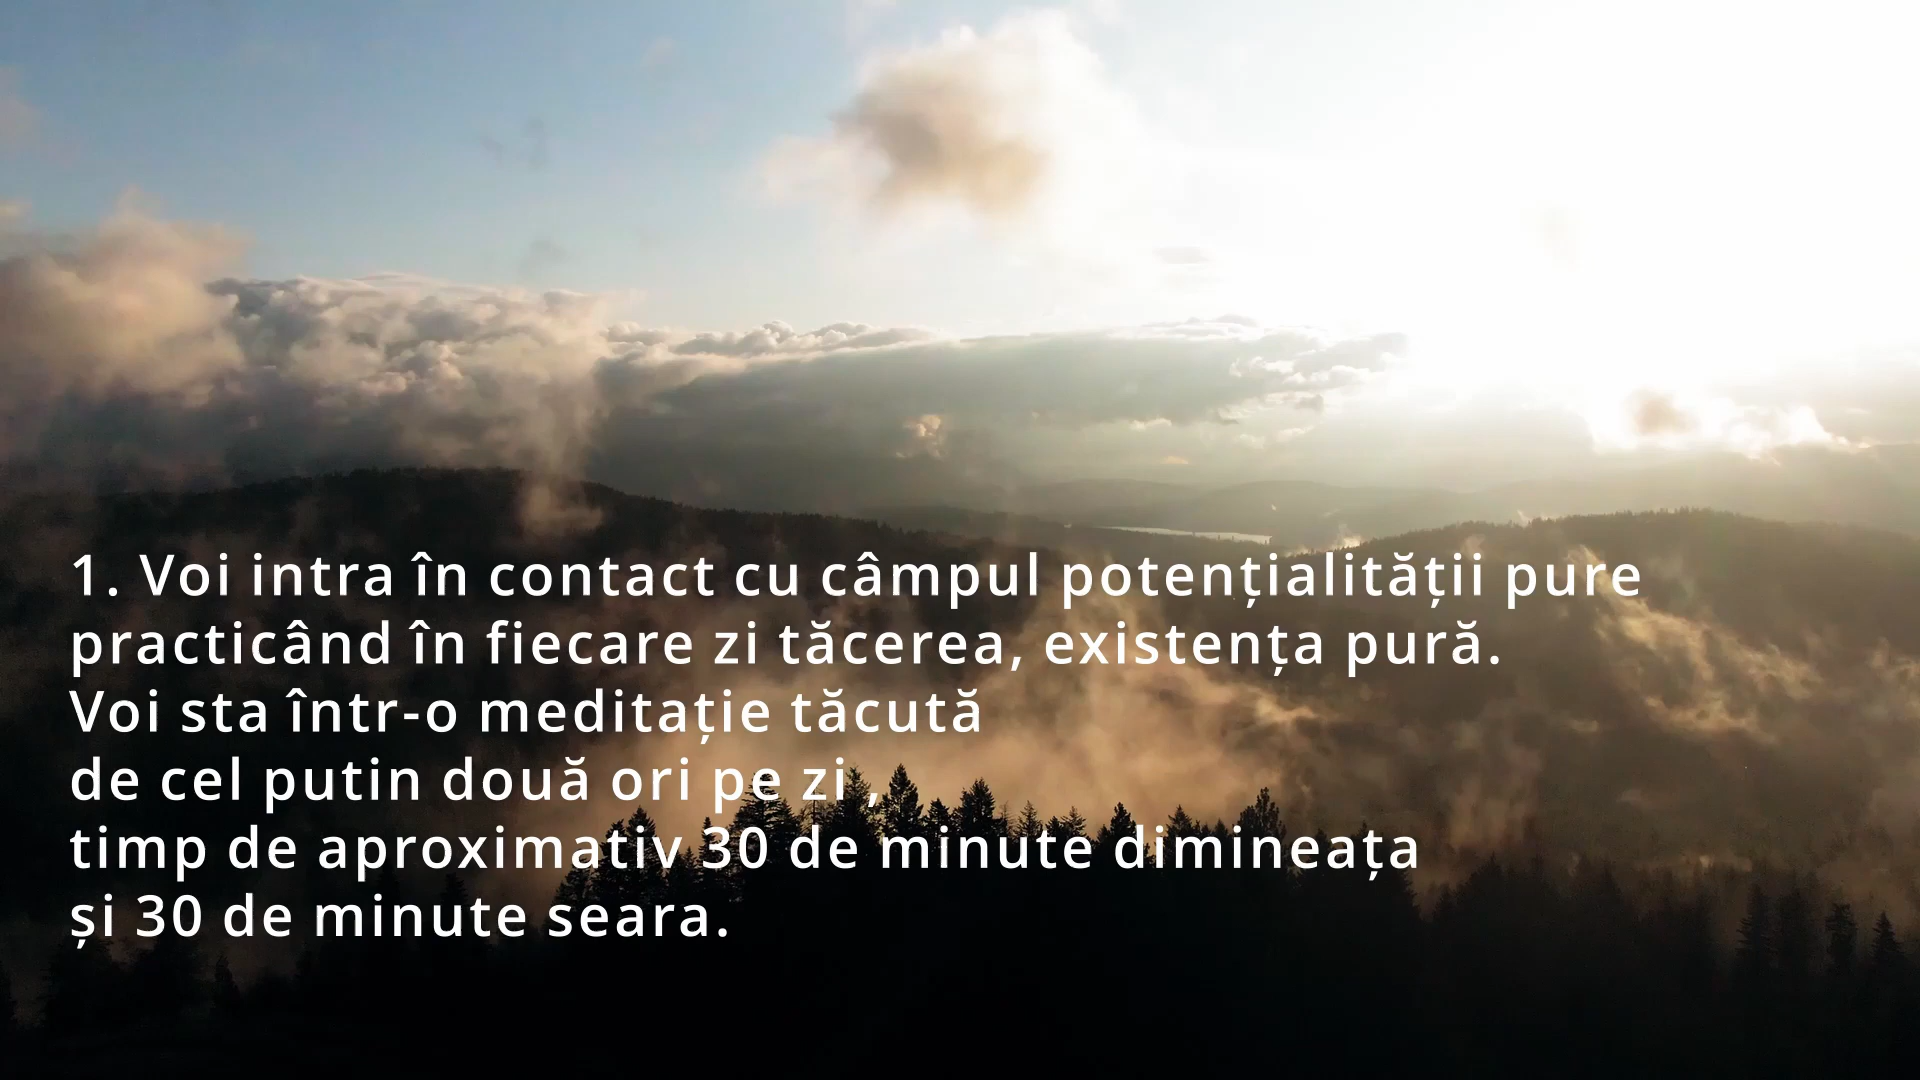 1. Voi intra în contact cu câmpul potențialității pure
practicând în fiecare zi tăcerea, existența pură.
Voi sta într-o meditație tăcută
de cel putin două ori pe zi ,
timp de aproximativ 30 de minute dimineața
și 30 de minute seara.